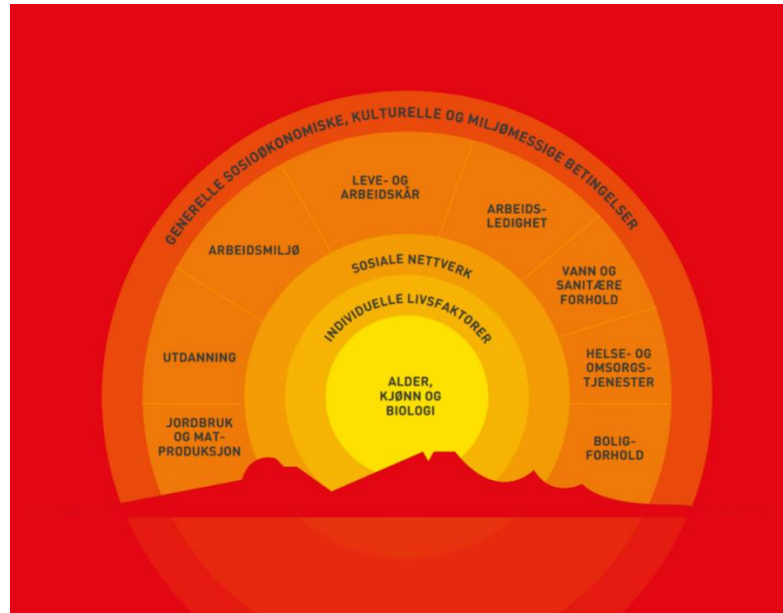 GENERELLE SOSIOØKONOMISKE, KULTURELLE OG MILJØMESSIGE BETINGELSER
LEVE- OG
ARBEIDSKÅR
ARBEIDS-
LEDIGHET
ARBEIDSMILJØ
SOSIALE NETTVERK
VANN OG
SANITÆRE
FORHOLD
INDIVIDUELLE LIVSFAKTORER
UTDANNING
HELSE- OG
OMSORGS-
TJENESTER
ALDER,
KJØNN OG
BIOLOGI
JORDBRUK
OG MAT-
PRODUKSJON
BOLIG-
FORHOLD